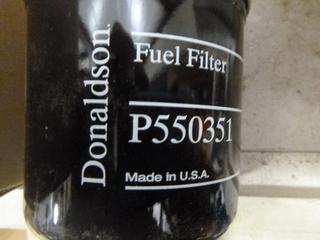 Donaldson
Fuel Filter
P550351
Made in U.S.A.